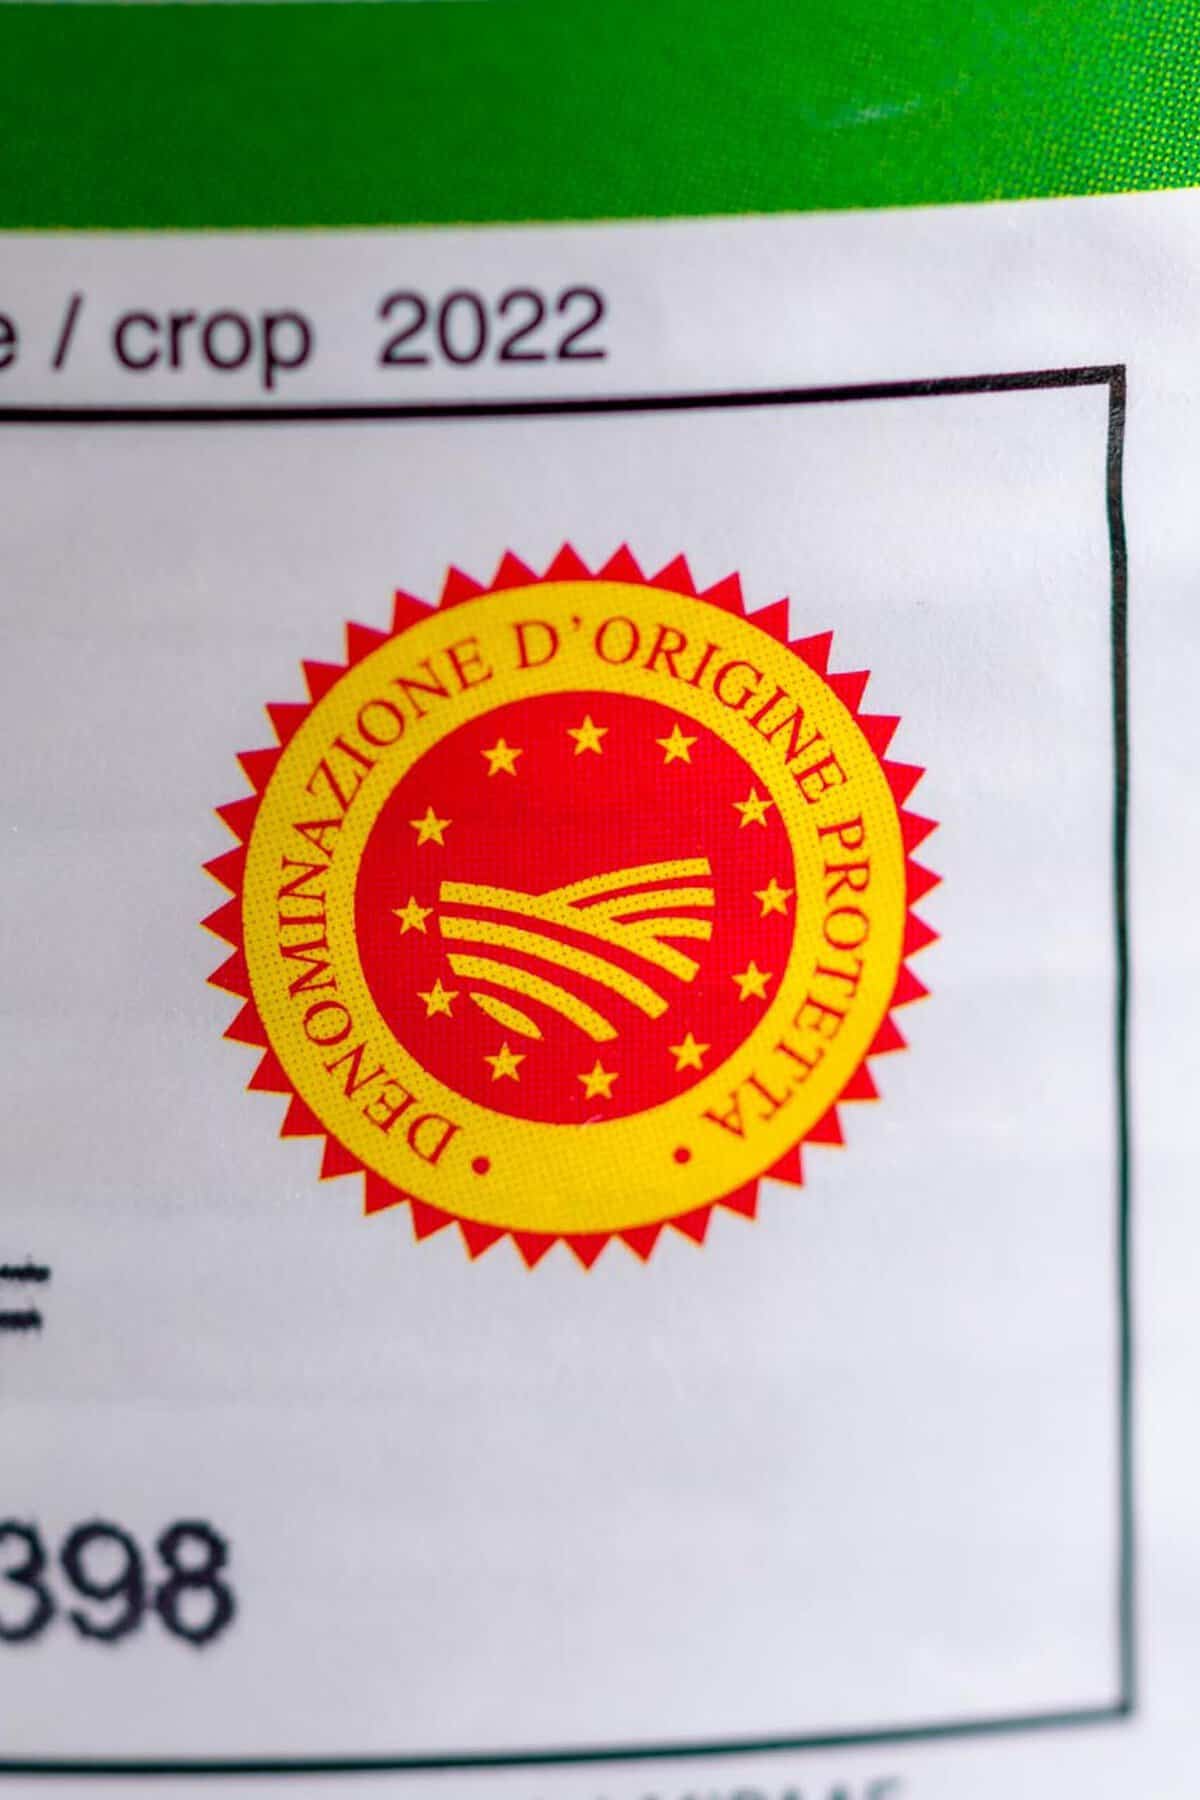 / crop 2022
DENOMINAZIONE D'ORIGINE PROTETTA
398